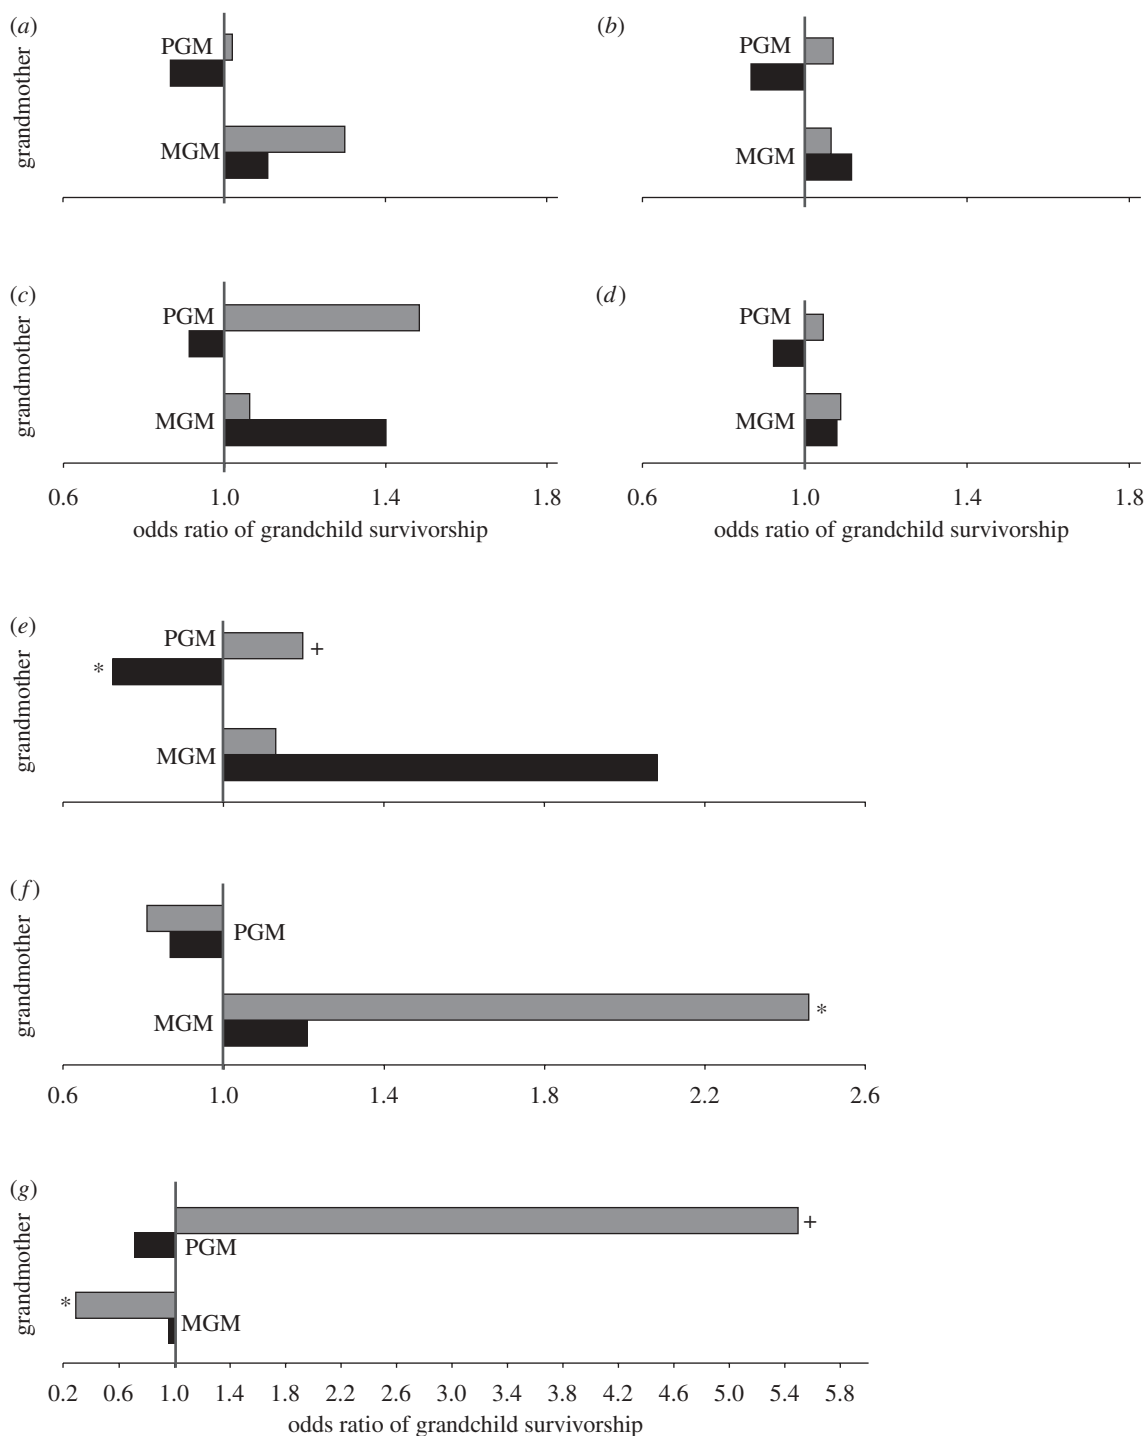 (a)
grandmother
PGM
MGM
(b)
PGM
MGM
(c)
grandmother
PGM
MGM
0.6 1.0 1.4 1.8
odds ratio of grandchild survivorship
(d)
PGM
MGM
0.6 1.0 1.4 1.8
odds ratio of grandchild survivorship
(e)
grandmother
PGM
+
*
MGM
(f)
grandmother
PGM
MGM
*
0.6 1.0 1.4 1.8 2.2 2.6
(g)
grandmother
+
PGM
*
MGM
0.2 0.6 1.0 1.4 1.8 2.2 2.6 3.0 3.4 3.8 4.2 4.6 5.0 5.4 5.8
odds ratio of grandchild survivorship